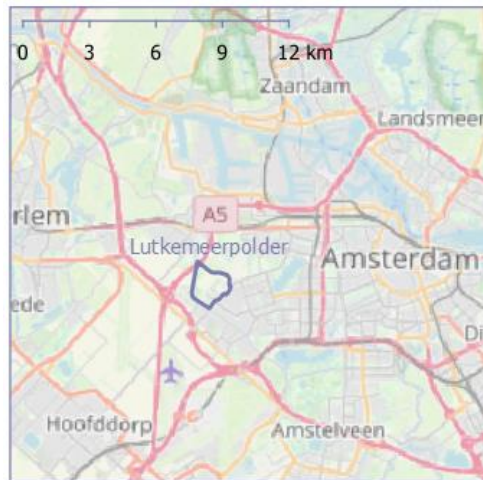 0 3 6 9 12 km
Zaandam
Landsmeer
A5
rlem
Lutkemeerpolder
Amsterdam
ede
Di
Hoofddorp
Amstelveen